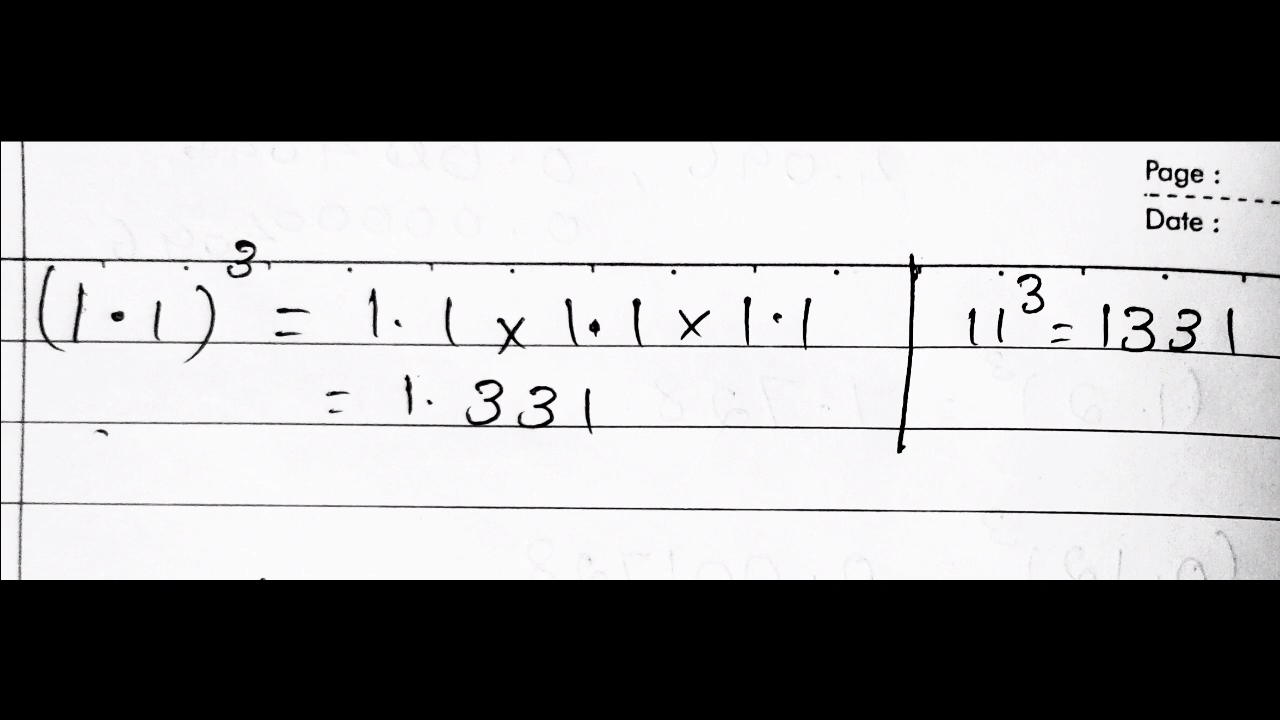 Page :
Date :
(1·1)³ = 1.1 x 1.1 x 1·1 | 11³ = 1331
= 1.331